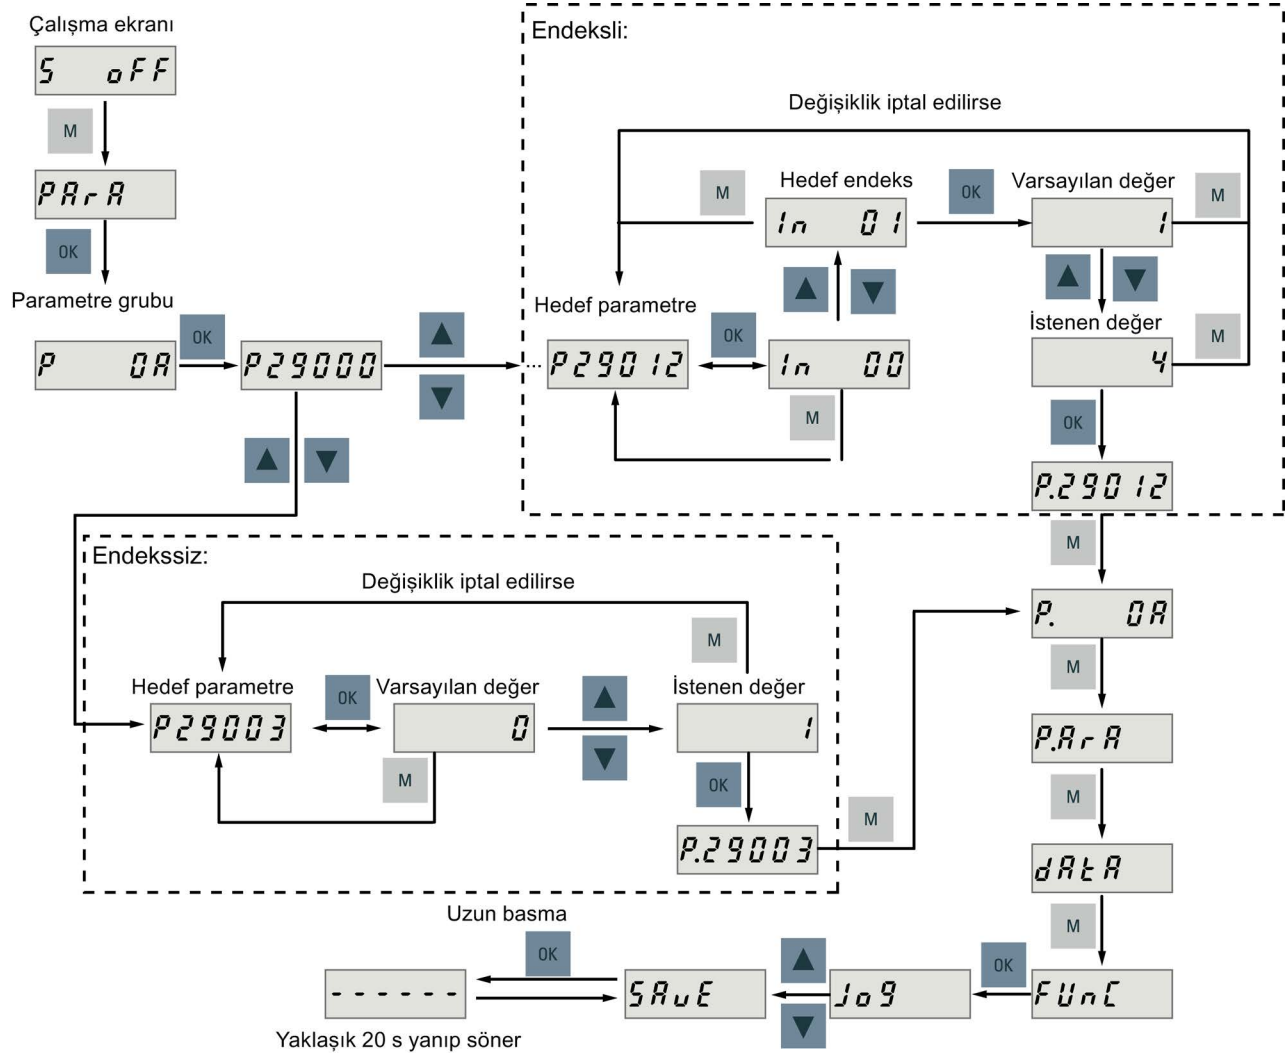 Çalışma ekranı
S oFF
M
PArA
OK
Parametre grubu
P 0A
OK
P29000
Endeksli:
Değişiklik iptal edilirse
M
Hedef endeks
In 01
OK
Varsayılan değer
1
M
İstenen değer
4
M
Hedef parametre
... P29012
OK
In 00
M
OK
P.29012
M
P. 0A
M
P.ArA
M
dAtA
M
FUnC
OK
Jog
SAvE
Uzun basma
OK
------
Yaklaşık 20 s yanıp söner
Endekssiz:
Değişiklik iptal edilirse
M
Hedef parametre
P29003
OK
Varsayılan değer
0
M
İstenen değer
1
OK
P.29003
M